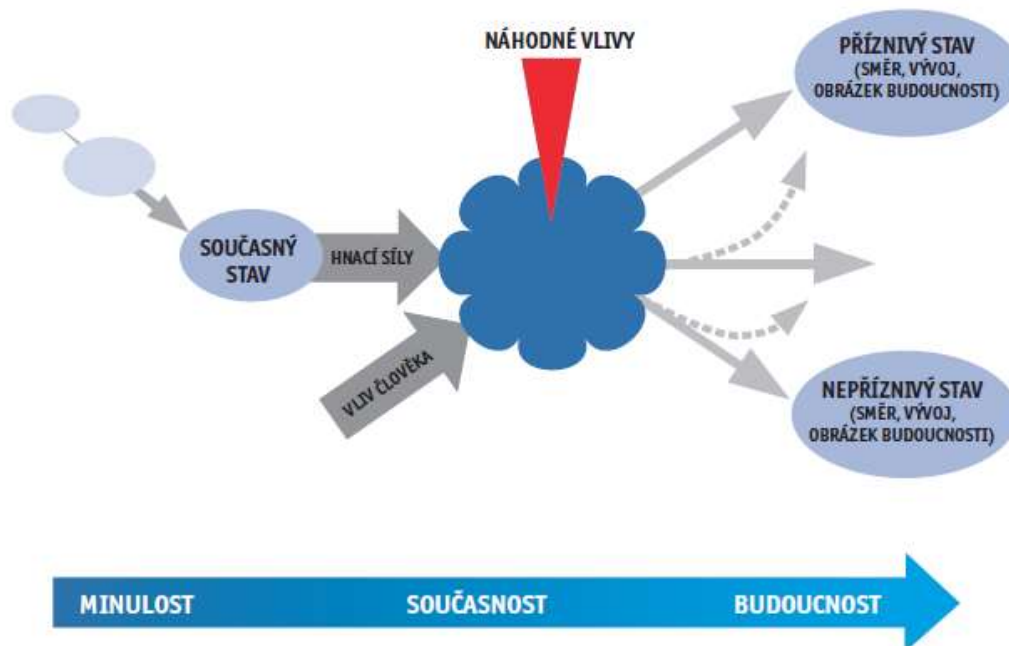 NÁHODNÉ VLIVY
PŘÍZNIVÝ STAV
(SMĚR, VÝVOJ,
OBRÁZEK BUDOUCNOSTI)
SOUČASNÝ
STAV
HNACÍ SÍLY
VLIV ČLOVĚKA
NEPŘÍZNIVÝ STAV
(SMĚR, VÝVOJ,
OBRÁZEK BUDOUCNOSTI)
MINULOST
SOUČASNOST
BUDOUCNOST